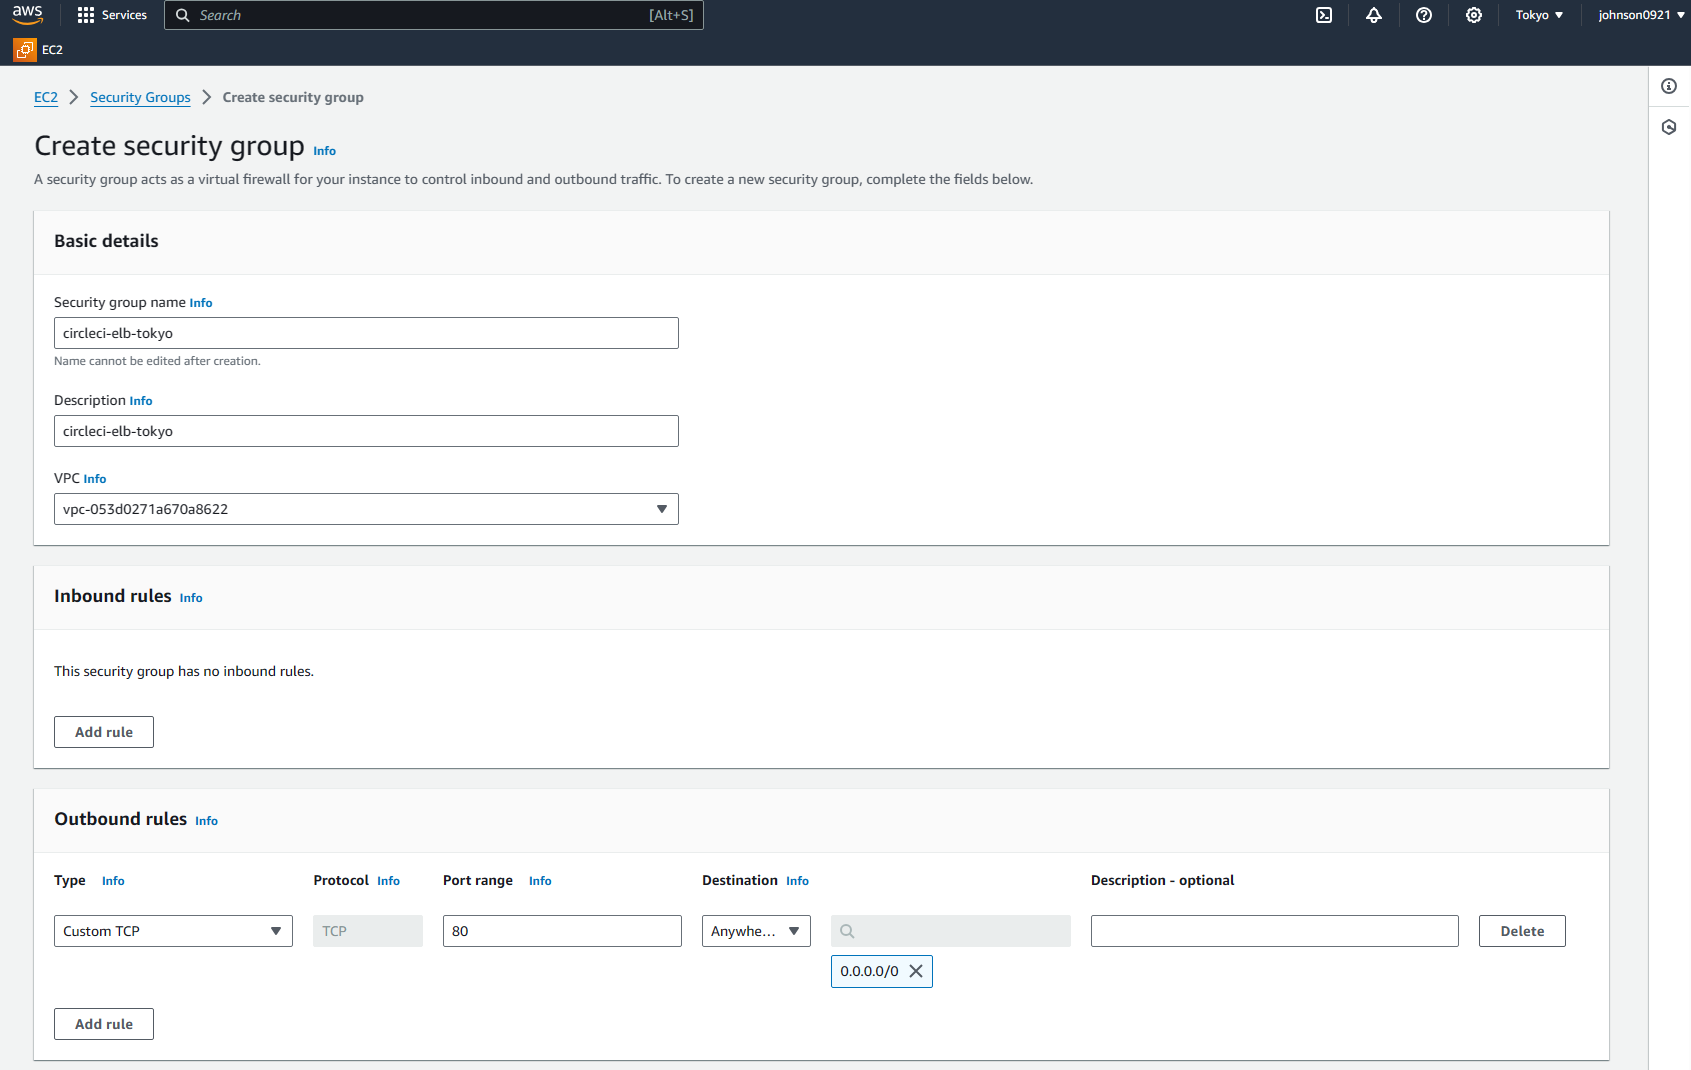 aws
Services
Search [Alt+S]
Tokyo
johnson0921
EC2
EC2 > Security Groups > Create security group
Create security group Info
A security group acts as a virtual firewall for your instance to control inbound and outbound traffic. To create a new security group, complete the fields below.
Basic details
Security group name Info
circleci-elb-tokyo
Name cannot be edited after creation.
Description Info
circleci-elb-tokyo
VPC Info
vpc-053d0271a670a8622
Inbound rules Info
This security group has no inbound rules.
Add rule
Outbound rules Info
Type Info Protocol Info Port range Info Destination Info Description - optional
Custom TCP TCP 80 Anywhe... Delete
0.0.0.0/0
Add rule